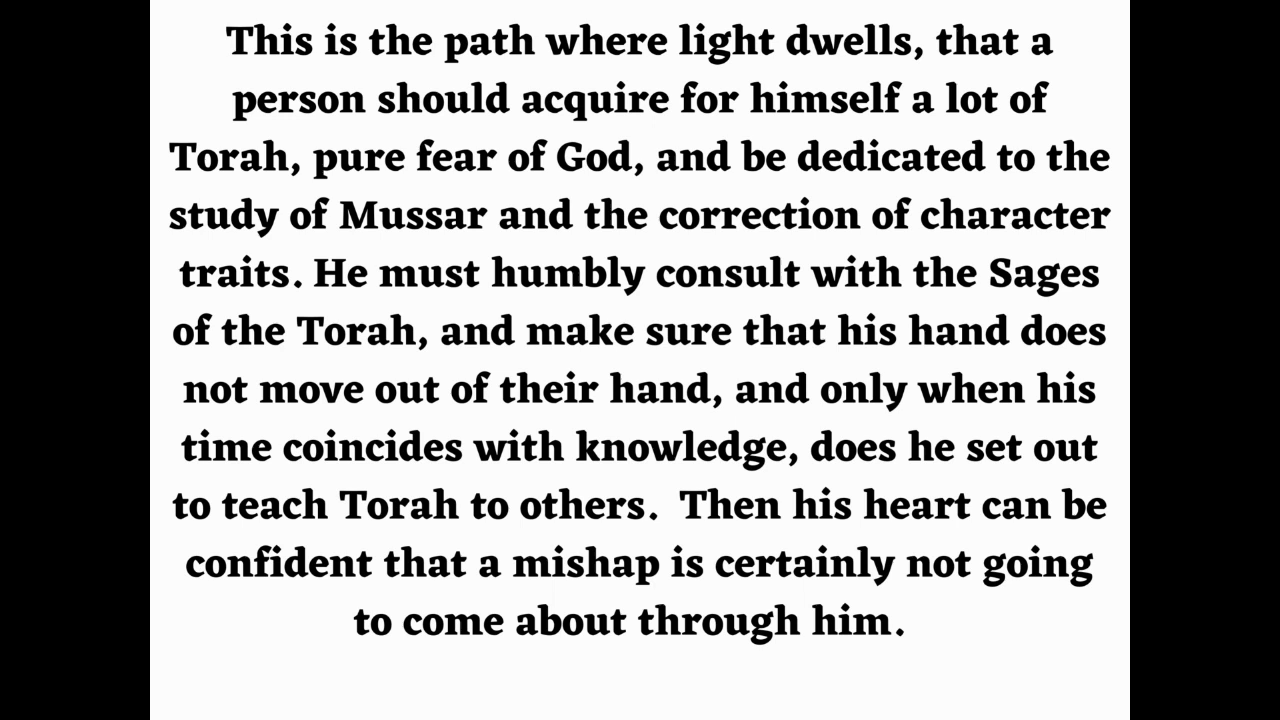 This is the path where light dwells, that a
person should acquire for himself a lot of
Torah, pure fear of God, and be dedicated to the
study of Mussar and the correction of character
traits. He must humbly consult with the Sages
of the Torah, and make sure that his hand does
not move out of their hand, and only when his
time coincides with knowledge, does he set out
to teach Torah to others.  Then his heart can be
confident that a mishap is certainly not going
to come about through him.